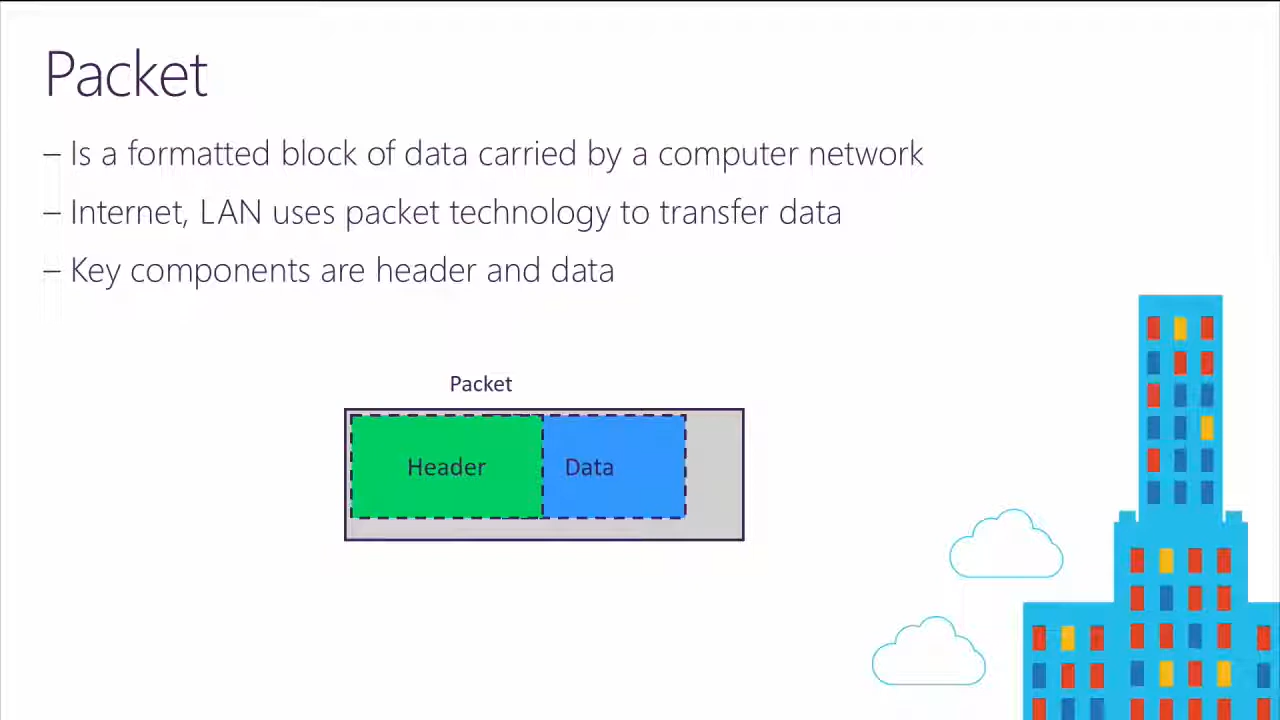 Packet
– Is a formatted block of data carried by a computer network
– Internet, LAN uses packet technology to transfer data
– Key components are header and data
Packet
Header Data